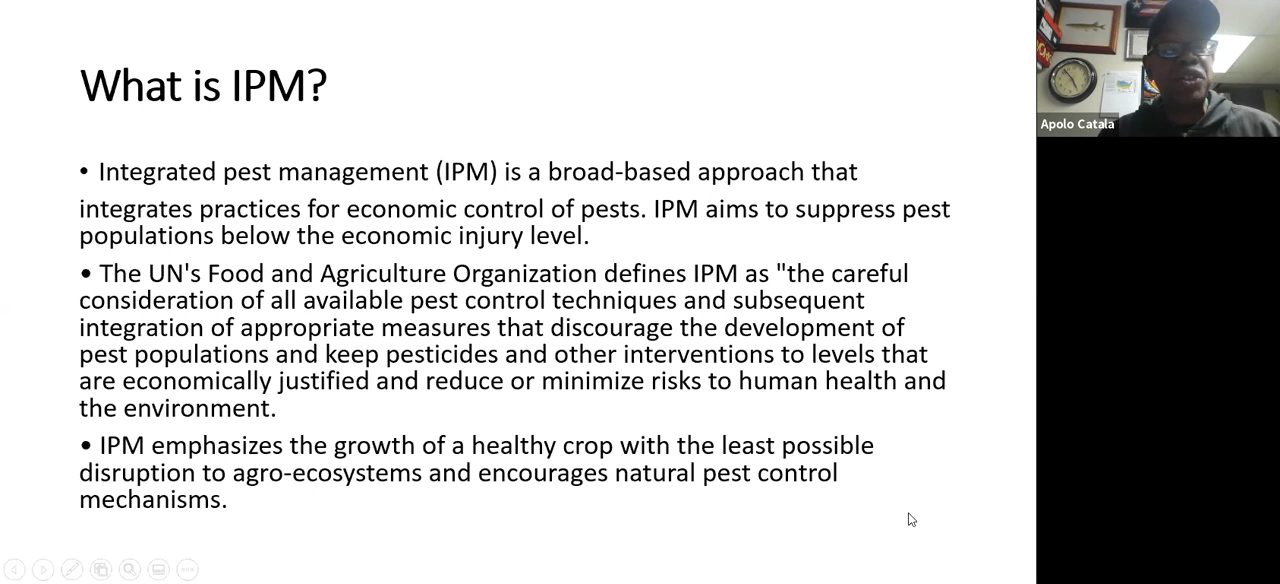 What is IPM?
• Integrated pest management (IPM) is a broad-based approach that
integrates practices for economic control of pests. IPM aims to suppress pest
populations below the economic injury level.
• The UN's Food and Agriculture Organization defines IPM as "the careful
consideration of all available pest control techniques and subsequent
integration of appropriate measures that discourage the development of
pest populations and keep pesticides and other interventions to levels that
are economically justified and reduce or minimize risks to human health and
the environment.
• IPM emphasizes the growth of a healthy crop with the least possible
disruption to agro-ecosystems and encourages natural pest control
mechanisms.
Apolo Catala